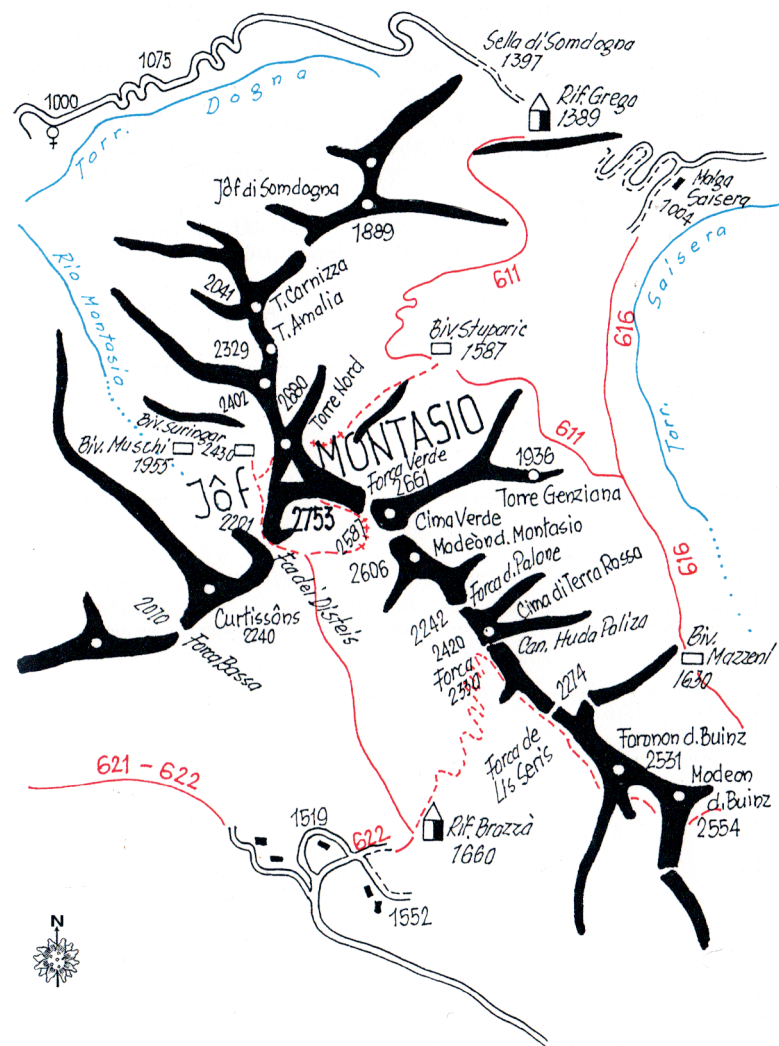 Sella di Somdogna
1397
1075
1000
Torr. Dogna
Rif. Grego
1389
Malga
Saisera
1004
Jôf di Somdogna
1889
611
616
Torr. Saisera
Rio Montasio
2041
T. Carnizza
T. Amalia
2329
2402
2680
Torre Nord
Biv. Stuparic
1587
Biv. Suringar
2430
Biv. Muschi
1955
JÔF
MONTASIO
2753
2201
Forca Verde
2661
2587
611
1936
Torre Genziana
Cima Verde
Modeòn d. Montasio
2606
Forca d. Palone
2242
Cima di Terra Rossa
2420
Can. Huda Paliza
Forca
2330
2274
616
Biv.
Mazzeni
1630
Fca dei Disteis
2070
Curtissôns
2240
Forca Bassa
Forca de
Lis Seris
Foronon d. Buinz
2531
Modeon
d. Buinz
2554
621 - 622
1519
622
Rif. Brazzà
1660
1552
N